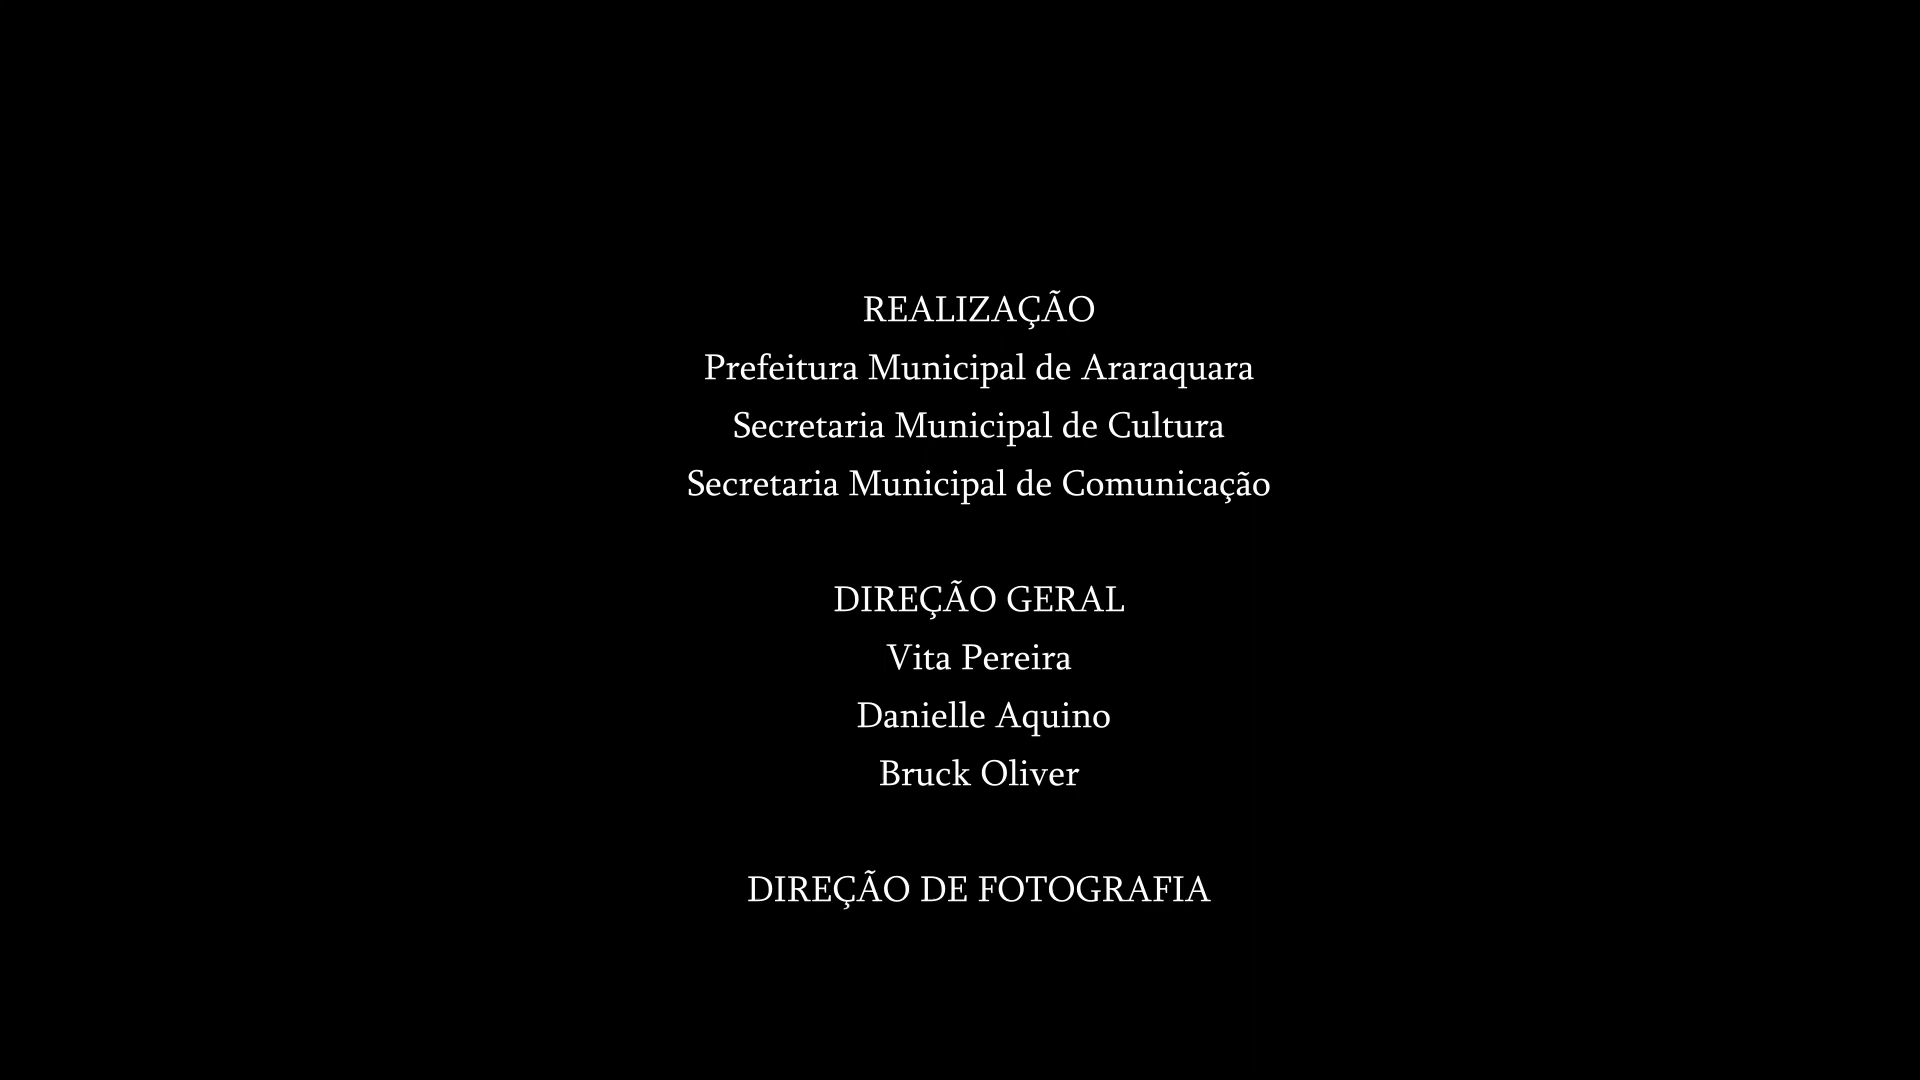 REALIZAÇÃO
Prefeitura Municipal de Araraquara
Secretaria Municipal de Cultura
Secretaria Municipal de Comunicação
DIREÇÃO GERAL
Vita Pereira
Danielle Aquino
Bruck Oliver
DIREÇÃO DE FOTOGRAFIA